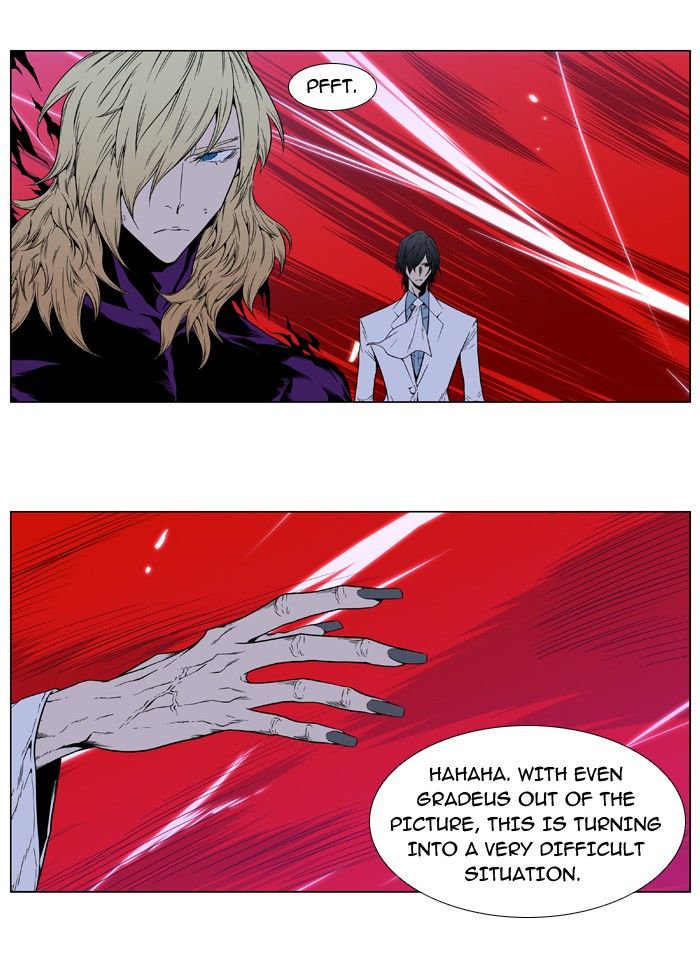 PFFT.
HAHAHA. WITH EVEN
GRADEUS OUT OF THE
PICTURE, THIS IS TURNING
INTO A VERY DIFFICULT
SITUATION.